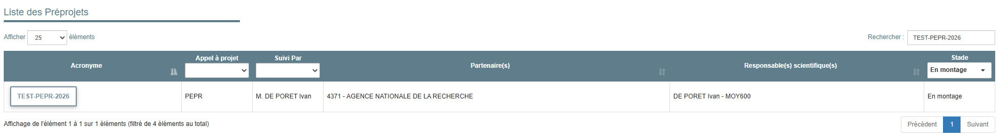 Liste des Préprojets
Afficher 25 éléments
Rechercher : TEST-PEPR-2026
Acronyme Appel à projet Suivi Par Partenaire(s) Responsable(s) scientifique(s) Stade
En montage
TEST-PEPR-2026 PEPR M. DE PORET Ivan 4371 - AGENCE NATIONALE DE LA RECHERCHE DE PORET Ivan - MOY600 En montage
Affichage de l'élément 1 à 1 sur 1 éléments (filtré de 4 éléments au total)
Précédent 1 Suivant